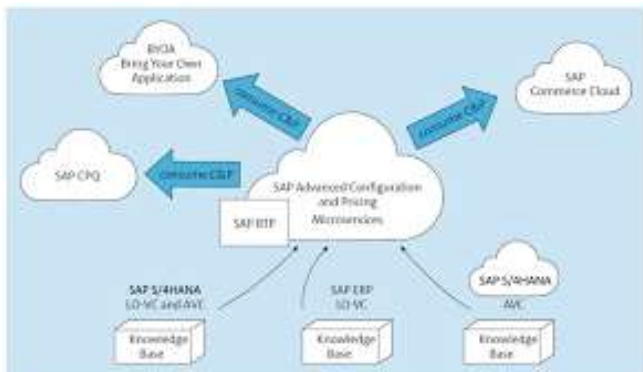 BYOA
Bring Your Own
Application
SAP
Commerce Cloud
consume C&P
consume C&P
SAP CPQ
consume C&P
SAP Advanced Configuration
and Pricing
Microservices
SAP BTP
SAP S/4HANA
LO-VC and AVC
SAP ERP
LO-VC
SAP S/4HANA
AVC
Knowledge
Base
Knowledge
Base
Knowledge
Base